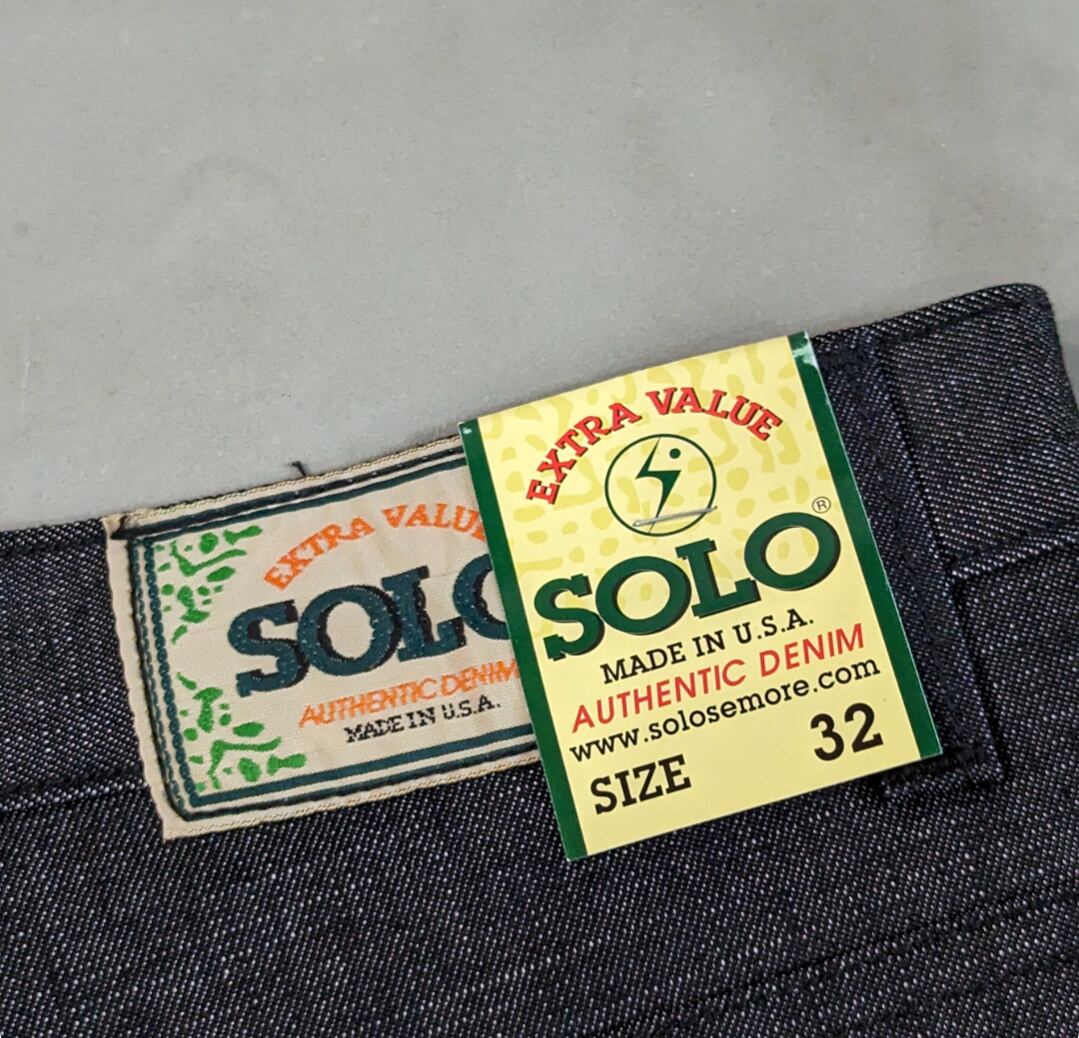 EXTRA VALUE
SOLO
AUTHENTIC DENIM
MADE IN U.S.A.
EXTRA VALUE
SOLO®
MADE IN U.S.A.
AUTHENTIC DENIM
www.solosemore.com
SIZE 32